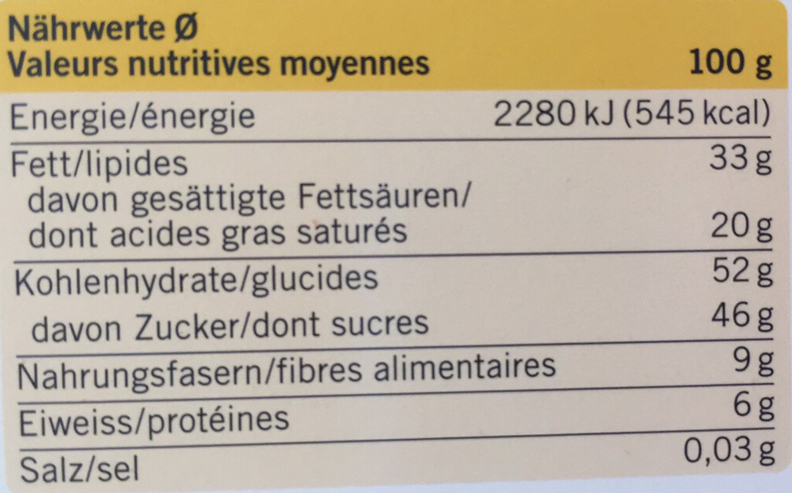 Nährwerte Ø
Valeurs nutritives moyennes 100 g
Energie/énergie 2280 kJ (545 kcal)
Fett/lipides 33 g
davon gesättigte Fettsäuren/
dont acides gras saturés 20 g
Kohlenhydrate/glucides 52 g
davon Zucker/dont sucres 46 g
Nahrungsfasern/fibres alimentaires 9 g
Eiweiss/protéines 6 g
Salz/sel 0,03 g